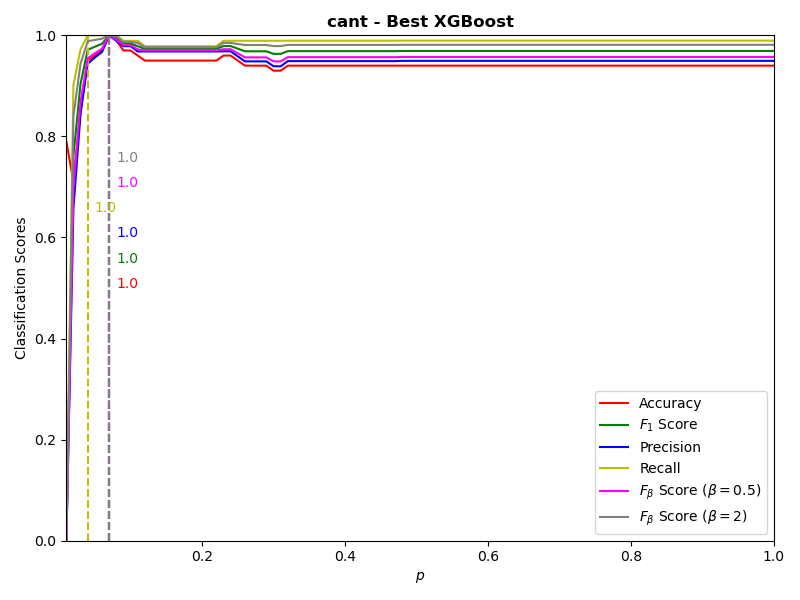 cant - Best XGBoost
Classification Scores
1.0
0.8
0.6
0.4
0.2
0.0
1.0
1.0
1.0
1.0
1.0
1.0
Accuracy
F₁ Score
Precision
Recall
Fᵦ Score (β = 0.5)
Fᵦ Score (β = 2)
0.2 0.4 0.6 0.8 1.0
p